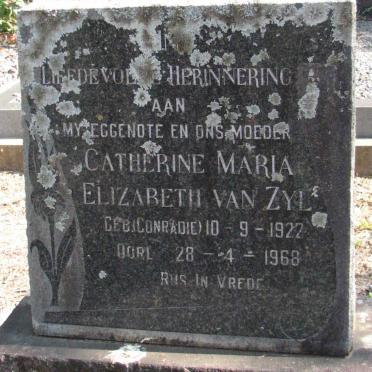 IN
LIEFDEVOLLE HERINNERING
AAN
MY EGGENOTE EN ONS MOEDER
CATHERINE MARIA
ELIZABETH VAN ZYL
GEB.(CONRADIE) 10-9-1922
OORL. 28-4-1968
RUS IN VREDE